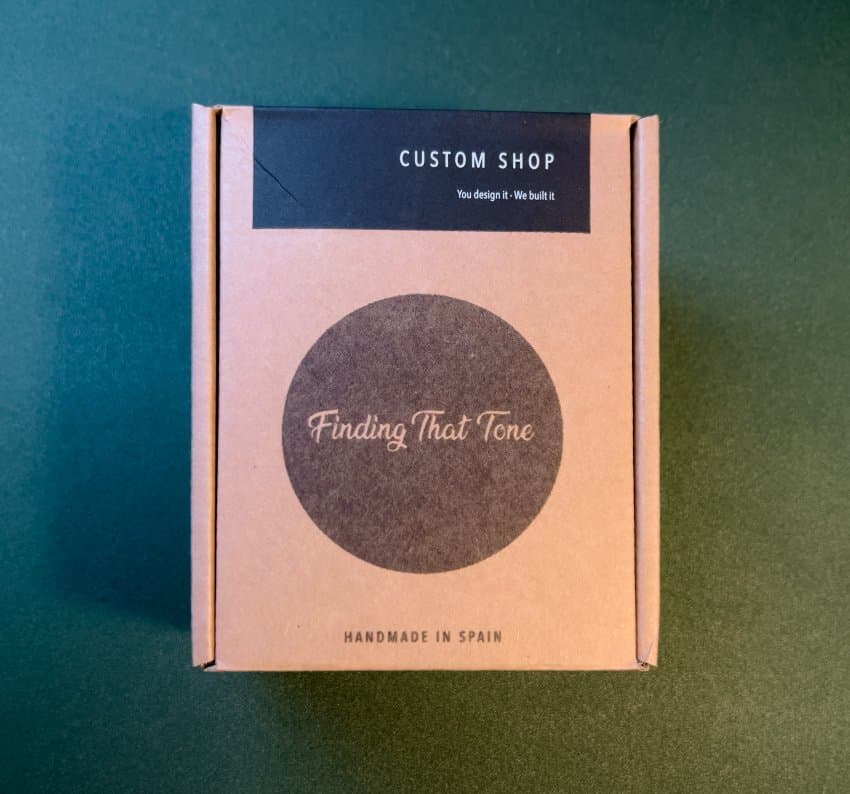 CUSTOM SHOP
You design it · We built it
Finding That Tone
HANDMADE IN SPAIN